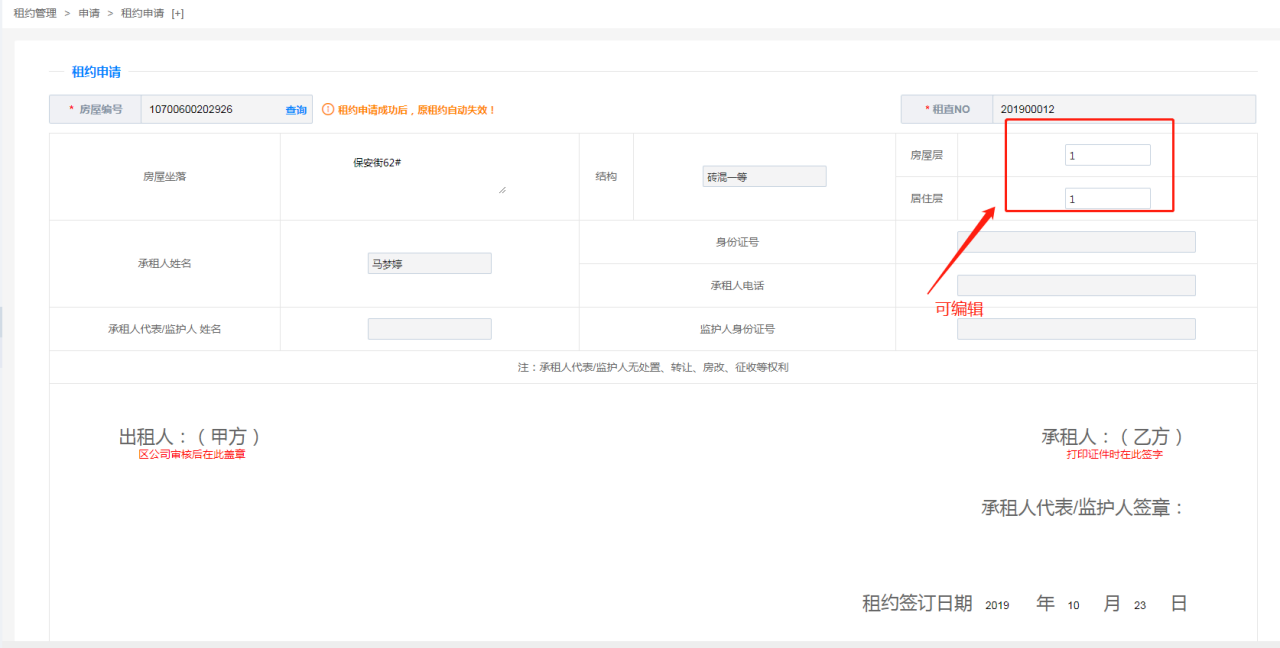 租约管理 > 申请 > 租约申请 [+]
租约申请
* 房屋编号 10700600202926 查询 租约申请成功后，原租约自动失效！ * 租直NO 201900012
房屋坐落 保安街62# 结构 砖混一等 房屋层 1
居住层 1
承租人姓名 马梦婷 身份证号
承租人电话
可编辑
承租人代表/监护人 姓名 监护人身份证号
注：承租人代表/监护人无处置、转让、房改、征收等权利
出租人：（ 甲方 ） 承租人：（ 乙方 ）
区公司审核后在此盖章 打印证件时在此签字
承租人代表/监护人签章：
租约签订日期 2019 年 10 月 23 日